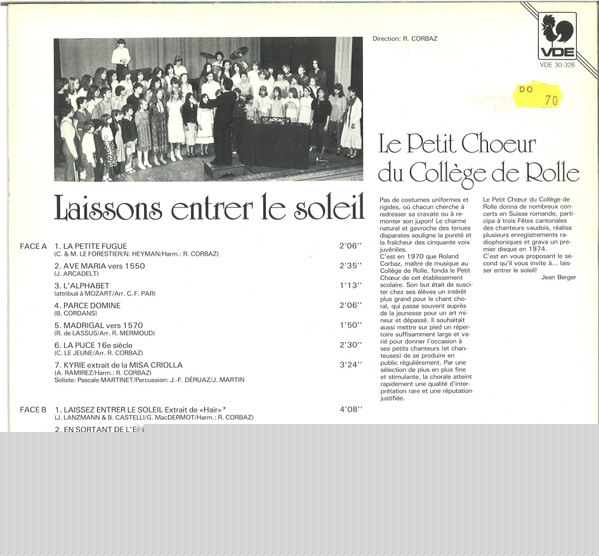 Direction: R. CORBAZ
VDE
VDE 30-326
DO
70
Le Petit Choeur
du Collège de Rolle
Laissons entrer le soleil
FACE A 1. LA PETITE FUGUE 2'06''
(C. & M. LE FORESTIER/N. HEYMAN/Harm.: R. CORBAZ)
2. AVE MARIA vers 1550 2'35''
(J. ARCADELT)
3. L'ALPHABET 1'13''
(attribué à MOZART/Arr. C.F. PAR)
4. PARCE DOMINE 2'06''
(B. CORDANS)
5. MADRIGAL vers 1570 1'50''
(R. de LASSUS/Arr. R. MERMOUD)
6. LA PUCE 16e siècle 2'30''
(C. LE JEUNE/Arr. R. CORBAZ)
7. KYRIE extrait de la MISA CRIOLLA 3'24''
(A. RAMIREZ/Harm.: R. CORBAZ)
Soliste: Pascale MARTINET/Percussion: J.-F. DÉRUAZ/J. MARTIN
FACE B 1. LAISSEZ ENTRER LE SOLEIL Extrait de «Hair»* 4'08''
(J. LANZMANN & B. CASTELLI/G. MacDERMOT/Harm.: R. CORBAZ)
2. EN SORTANT DE
Pas de costumes uniformes et
rigides, où chacun cherche à
redresser sa cravate ou à re-
monter son jupon! Le charme
naturel et gavroche des tenues
disparates souligne la pureté et
la fraîcheur des cinquante voix
juvéniles.
C'est en 1970 que Roland
Corbaz, maître de musique au
Collège de Rolle, fonda le Petit
Chœur de cet établissement
scolaire. Son but était de susci-
ter chez ses élèves un intérêt
plus grand pour le chant cho-
ral, qui passe souvent auprès
de la jeunesse pour un art mi-
neur et dépassé. Il souhaitait
aussi mettre sur pied un réper-
toire suffisamment large et va-
rié pour donner l'occasion à
ses petits chanteurs (et chan-
teuses) de se produire en
public régulièrement. Par une
sélection de plus en plus fine
et stimulante, la chorale atteint
rapidement une qualité d'inter-
prétation rare et une réputation
justifiée.
Le Petit Chœur du Collège de
Rolle donna de nombreux con-
certs en Suisse romande, parti-
cipa à trois Fêtes cantonales
des chanteurs vaudois, réalisa
plusieurs enregistrements ra-
diophoniques et grava un pre-
mier disque en 1974.
C'est en vous proposant le se-
cond qu'il vous invite à... lais-
ser entrer le soleil!
Jean Berger